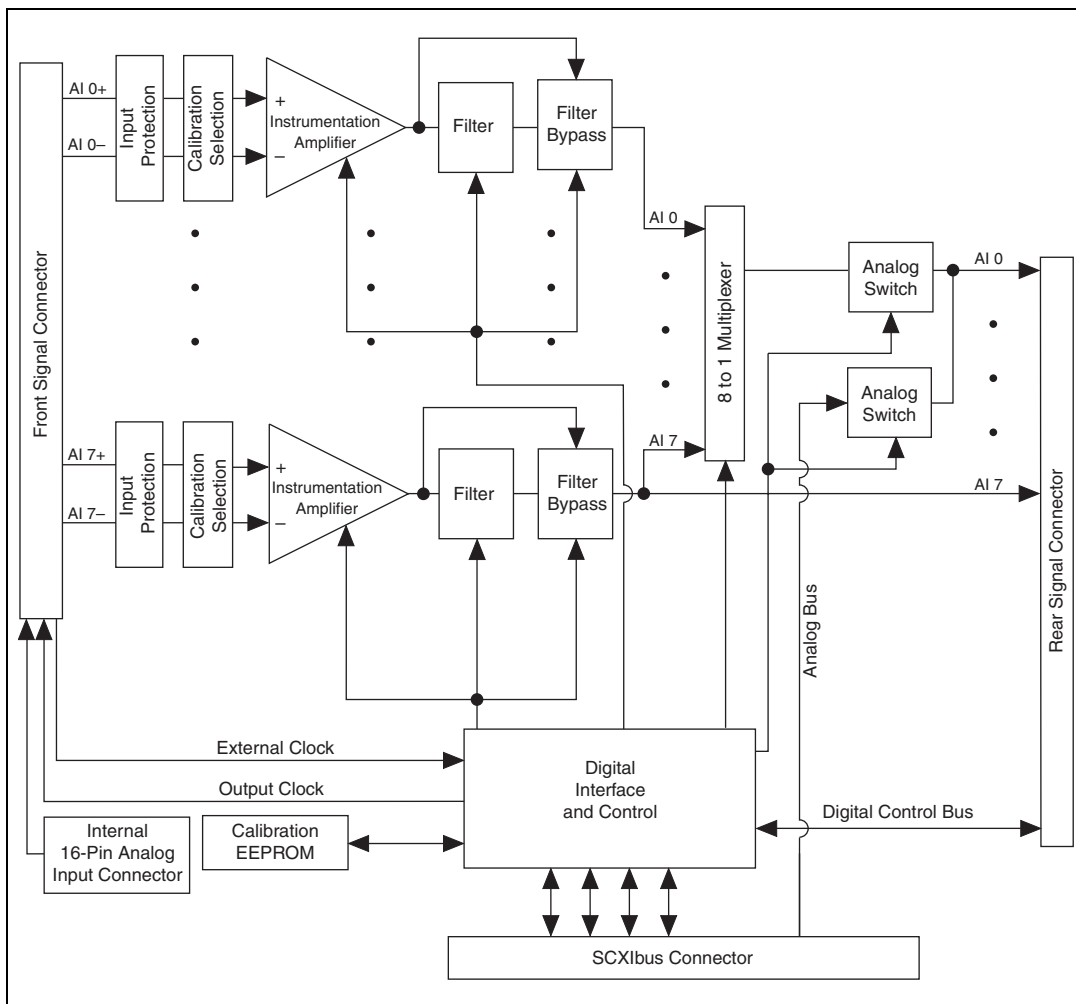 AI 0+
AI 0–
Input
Protection
Calibration
Selection
+
–
Instrumentation
Amplifier
Filter
Filter
Bypass
AI 0
8 to 1 Multiplexer
Analog
Switch
AI 0
Front Signal Connector
Analog
Switch
AI 7+
AI 7–
Input
Protection
Calibration
Selection
+
–
Instrumentation
Amplifier
Filter
Filter
Bypass
AI 7
AI 7
Analog Bus
Rear Signal Connector
External Clock
Output Clock
Digital
Interface
and Control
Digital Control Bus
Internal
16-Pin Analog
Input Connector
Calibration
EEPROM
SCXIbus Connector